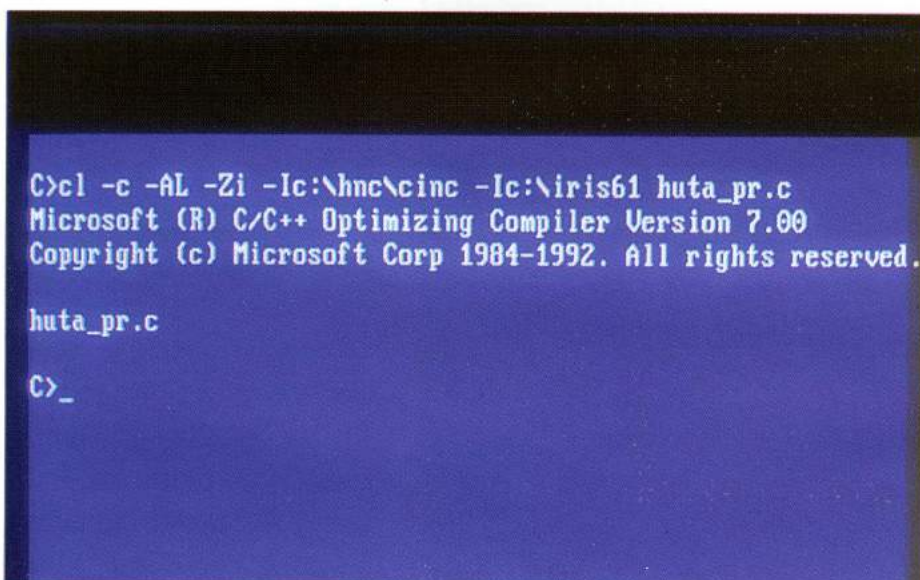 C>cl -c -AL -Zi -Ic:\hnc\cinc -Ic:\iris61 huta_pr.c
Microsoft (R) C/C++ Optimizing Compiler Version 7.00
Copyright (c) Microsoft Corp 1984-1992. All rights reserved.
huta_pr.c
C>_